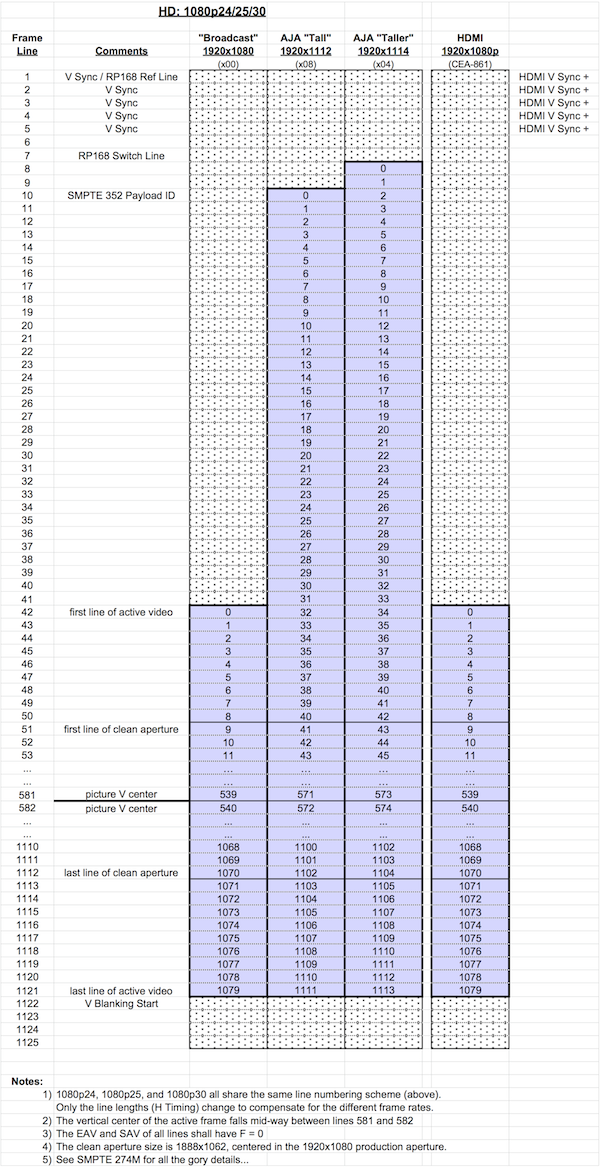 HD: 1080p24/25/30
Frame "Broadcast" AJA "Tall" AJA "Taller" HDMI
Line Comments 1920x1080 1920x1112 1920x1114 1920x1080p
(x00) (x08) (x04) (CEA-861)
1 V Sync / RP168 Ref Line HDMI V Sync +
2 V Sync HDMI V Sync +
3 V Sync HDMI V Sync +
4 V Sync HDMI V Sync +
5 V Sync HDMI V Sync +
6
7 RP168 Switch Line
8 0
9 1
10 SMPTE 352 Payload ID 0 2
11 1 3
12 2 4
13 3 5
14 4 6
15 5 7
16 6 8
17 7 9
18 8 10
19 9 11
20 10 12
21 11 13
22 12 14
23 13 15
24 14 16
25 15 17
26 16 18
27 17 19
28 18 20
29 19 21
30 20 22
31 21 23
32 22 24
33 23 25
34 24 26
35 25 27
36 26 28
37 27 29
38 28 30
39 29 31
40 30 32
41 31 33
42 first line of active video 0 32 34 0
43 1 33 35 1
44 2 34 36 2
45 3 35 37 3
46 4 36 38 4
47 5 37 39 5
48 6 38 40 6
49 7 39 41 7
50 8 40 42 8
51 first line of clean aperture 9 41 43 9
52 10 42 44 10
53 11 43 45 11
... ... ... ... ...
... ... ... ... ...
581 picture V center 539 571 573 539
582 picture V center 540 572 574 540
... ... ... ... ...
... ... ... ... ...
1110 1068 1100 1102 1068
1111 1069 1101 1103 1069
1112 last line of clean aperture 1070 1102 1104 1070
1113 1071 1103 1105 1071
1114 1072 1104 1106 1072
1115 1073 1105 1107 1073
1116 1074 1106 1108 1074
1117 1075 1107 1109 1075
1118 1076 1108 1110 1076
1119 1077 1109 1111 1077
1120 1078 1110 1112 1078
1121 last line of active video 1079 1111 1113 1079
1122 V Blanking Start
1123
1124
1125
Notes:
1) 1080p24, 1080p25, and 1080p30 all share the same line numbering scheme (above).
Only the line lengths (H Timing) change to compensate for the different frame rates.
2) The vertical center of the active frame falls mid-way between lines 581 and 582
3) The EAV and SAV of all lines shall have F = 0
4) The clean aperture size is 1888x1062, centered in the 1920x1080 production aperture.
5) See SMPTE 274M for all the gory details...